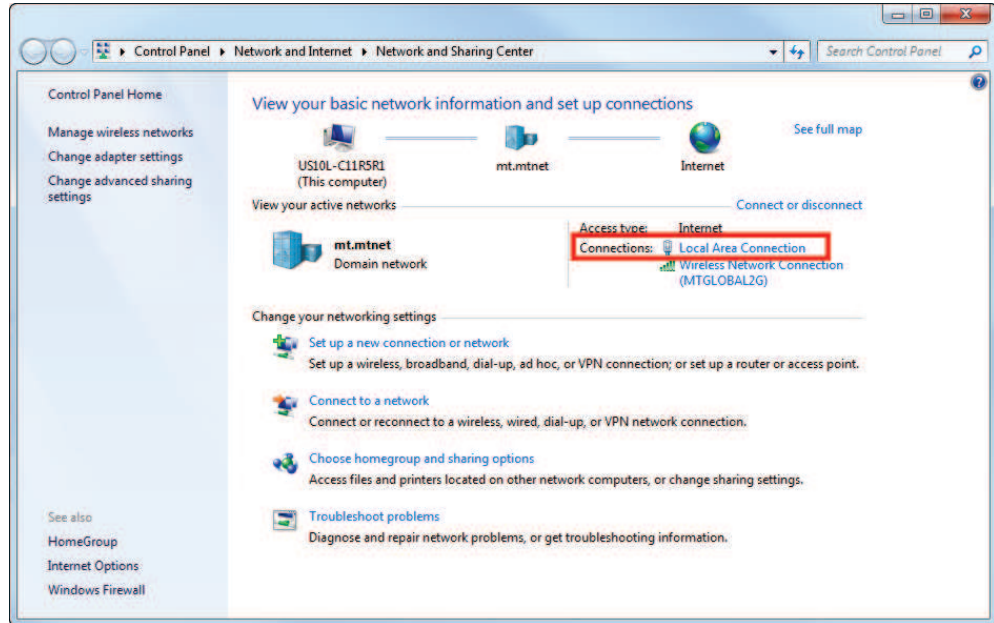 Control Panel ▸ Network and Internet ▸ Network and Sharing Center
Search Control Panel
Control Panel Home
Manage wireless networks
Change adapter settings
Change advanced sharing
settings
See also
HomeGroup
Internet Options
Windows Firewall
View your basic network information and set up connections
See full map
US10L-C11R5R1
(This computer)
mt.mtnet
Internet
View your active networks
Connect or disconnect
mt.mtnet
Domain network
Access type: Internet
Connections: Local Area Connection
Wireless Network Connection
(MTGLOBAL2G)
Change your networking settings
Set up a new connection or network
Set up a wireless, broadband, dial-up, ad hoc, or VPN connection; or set up a router or access point.
Connect to a network
Connect or reconnect to a wireless, wired, dial-up, or VPN network connection.
Choose homegroup and sharing options
Access files and printers located on other network computers, or change sharing settings.
Troubleshoot problems
Diagnose and repair network problems, or get troubleshooting information.